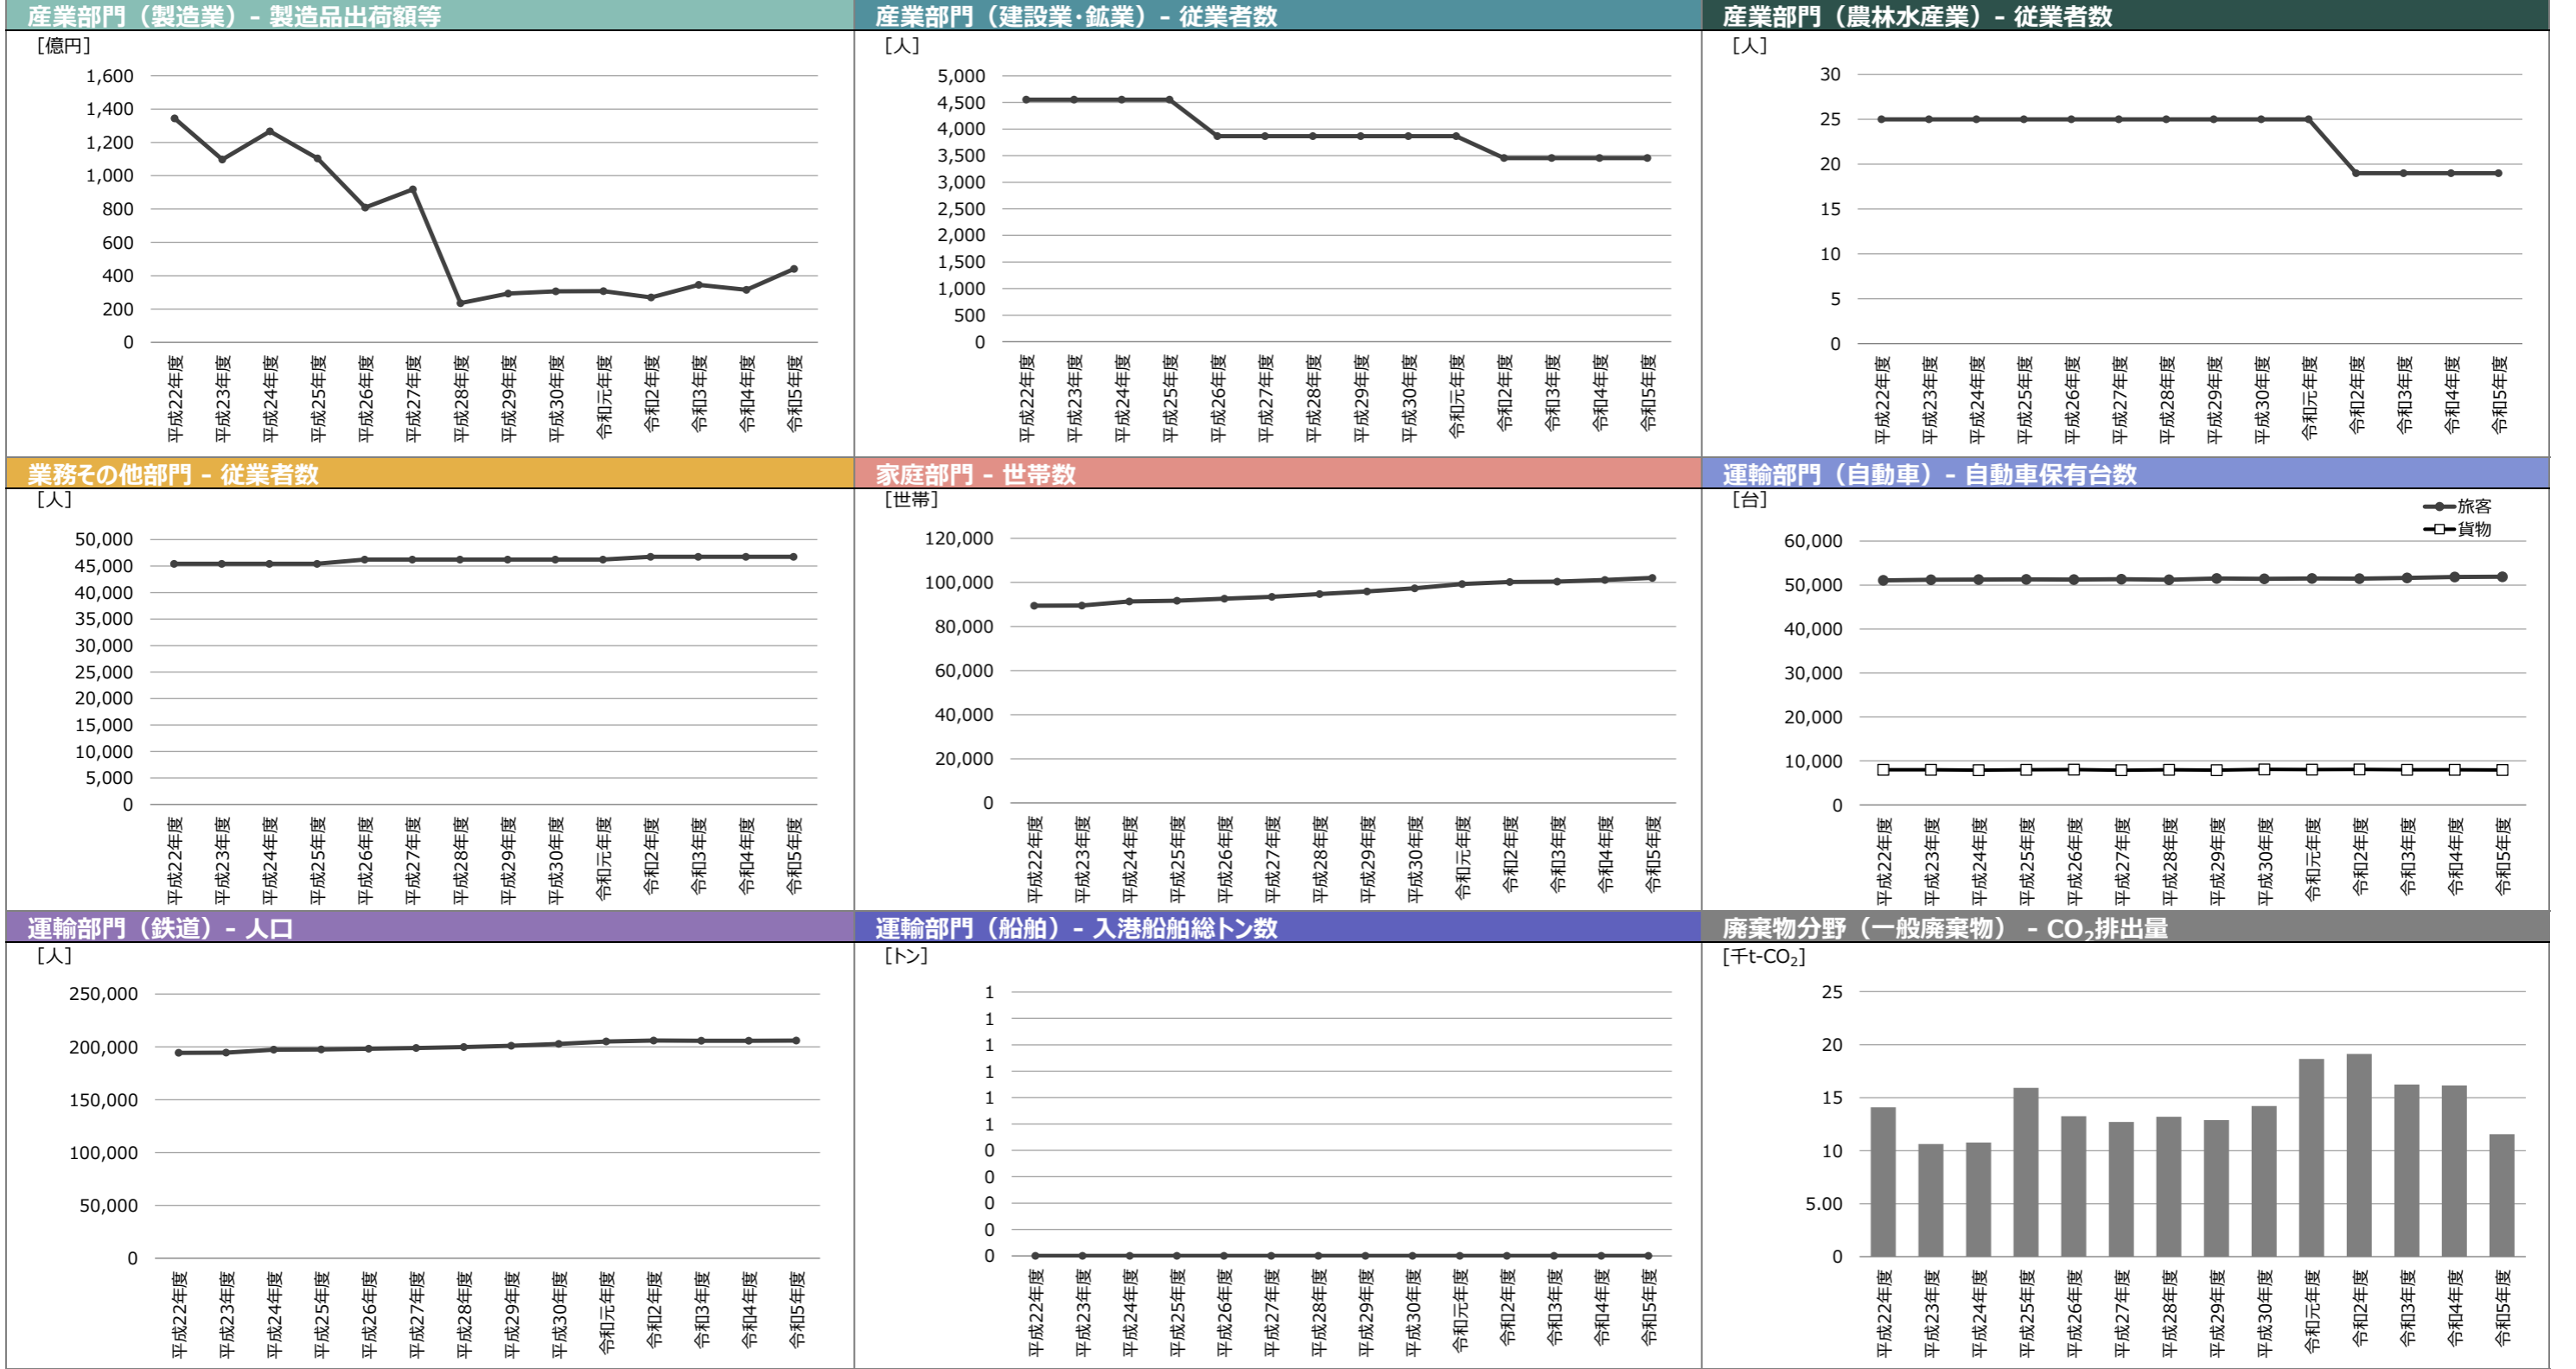 産業部門（製造業）- 製造品出荷額等
[億円]
1,600
1,400
1,200
1,000
800
600
400
200
0
平成22年度
平成23年度
平成24年度
平成25年度
平成26年度
平成27年度
平成28年度
平成29年度
平成30年度
令和元年度
令和2年度
令和3年度
令和4年度
令和5年度
産業部門（建設業・鉱業）- 従業者数
[人]
5,000
4,500
4,000
3,500
3,000
2,500
2,000
1,500
1,000
500
0
平成22年度
平成23年度
平成24年度
平成25年度
平成26年度
平成27年度
平成28年度
平成29年度
平成30年度
令和元年度
令和2年度
令和3年度
令和4年度
令和5年度
産業部門（農林水産業）- 従業者数
[人]
30
25
20
15
10
5
0
平成22年度
平成23年度
平成24年度
平成25年度
平成26年度
平成27年度
平成28年度
平成29年度
平成30年度
令和元年度
令和2年度
令和3年度
令和4年度
令和5年度
業務その他部門 - 従業者数
[人]
50,000
45,000
40,000
35,000
30,000
25,000
20,000
15,000
10,000
5,000
0
平成22年度
平成23年度
平成24年度
平成25年度
平成26年度
平成27年度
平成28年度
平成29年度
平成30年度
令和元年度
令和2年度
令和3年度
令和4年度
令和5年度
家庭部門 - 世帯数
[世帯]
120,000
100,000
80,000
60,000
40,000
20,000
0
平成22年度
平成23年度
平成24年度
平成25年度
平成26年度
平成27年度
平成28年度
平成29年度
平成30年度
令和元年度
令和2年度
令和3年度
令和4年度
令和5年度
運輸部門（自動車）- 自動車保有台数
[台]
旅客
貨物
60,000
50,000
40,000
30,000
20,000
10,000
0
平成22年度
平成23年度
平成24年度
平成25年度
平成26年度
平成27年度
平成28年度
平成29年度
平成30年度
令和元年度
令和2年度
令和3年度
令和4年度
令和5年度
運輸部門（鉄道）- 人口
[人]
250,000
200,000
150,000
100,000
50,000
0
平成22年度
平成23年度
平成24年度
平成25年度
平成26年度
平成27年度
平成28年度
平成29年度
平成30年度
令和元年度
令和2年度
令和3年度
令和4年度
令和5年度
運輸部門（船舶）- 入港船舶総トン数
[トン]
1
1
1
1
1
1
0
0
0
0
0
平成22年度
平成23年度
平成24年度
平成25年度
平成26年度
平成27年度
平成28年度
平成29年度
平成30年度
令和元年度
令和2年度
令和3年度
令和4年度
令和5年度
廃棄物分野（一般廃棄物） - CO₂排出量
[千t-CO₂]
25
20
15
10
5.00
0
平成22年度
平成23年度
平成24年度
平成25年度
平成26年度
平成27年度
平成28年度
平成29年度
平成30年度
令和元年度
令和2年度
令和3年度
令和4年度
令和5年度